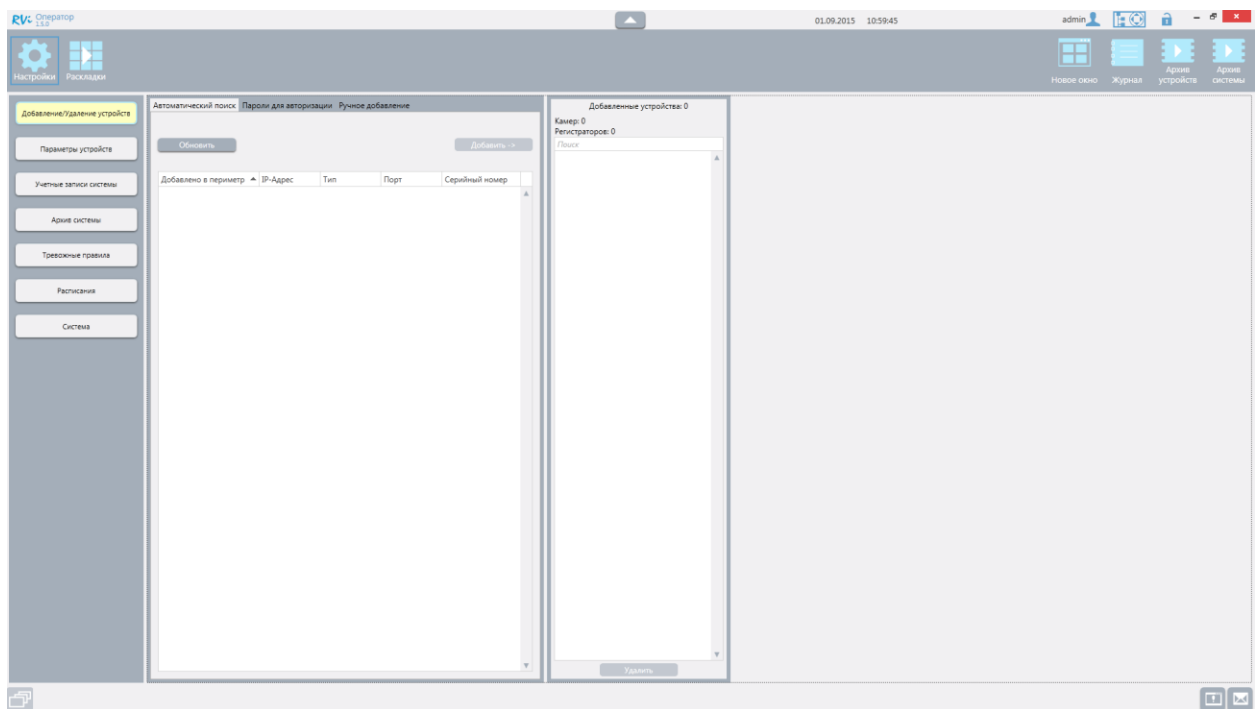 RVi Оператор
1.5.0
01.09.2015 10:59:45
admin
Настройки
Раскладки
Новое окно
Журнал
Архив устройств
Архив системы
Добавление/Удаление устройств
Параметры устройств
Учетные записи системы
Архив системы
Тревожные правила
Расписания
Система
Автоматический поиск Пароли для авторизации Ручное добавление
Обновить
Добавить ->
Добавлено в периметр IP-Адрес Тип Порт Серийный номер
Добавленные устройства: 0
Камер: 0
Регистраторов: 0
Поиск
Удалить